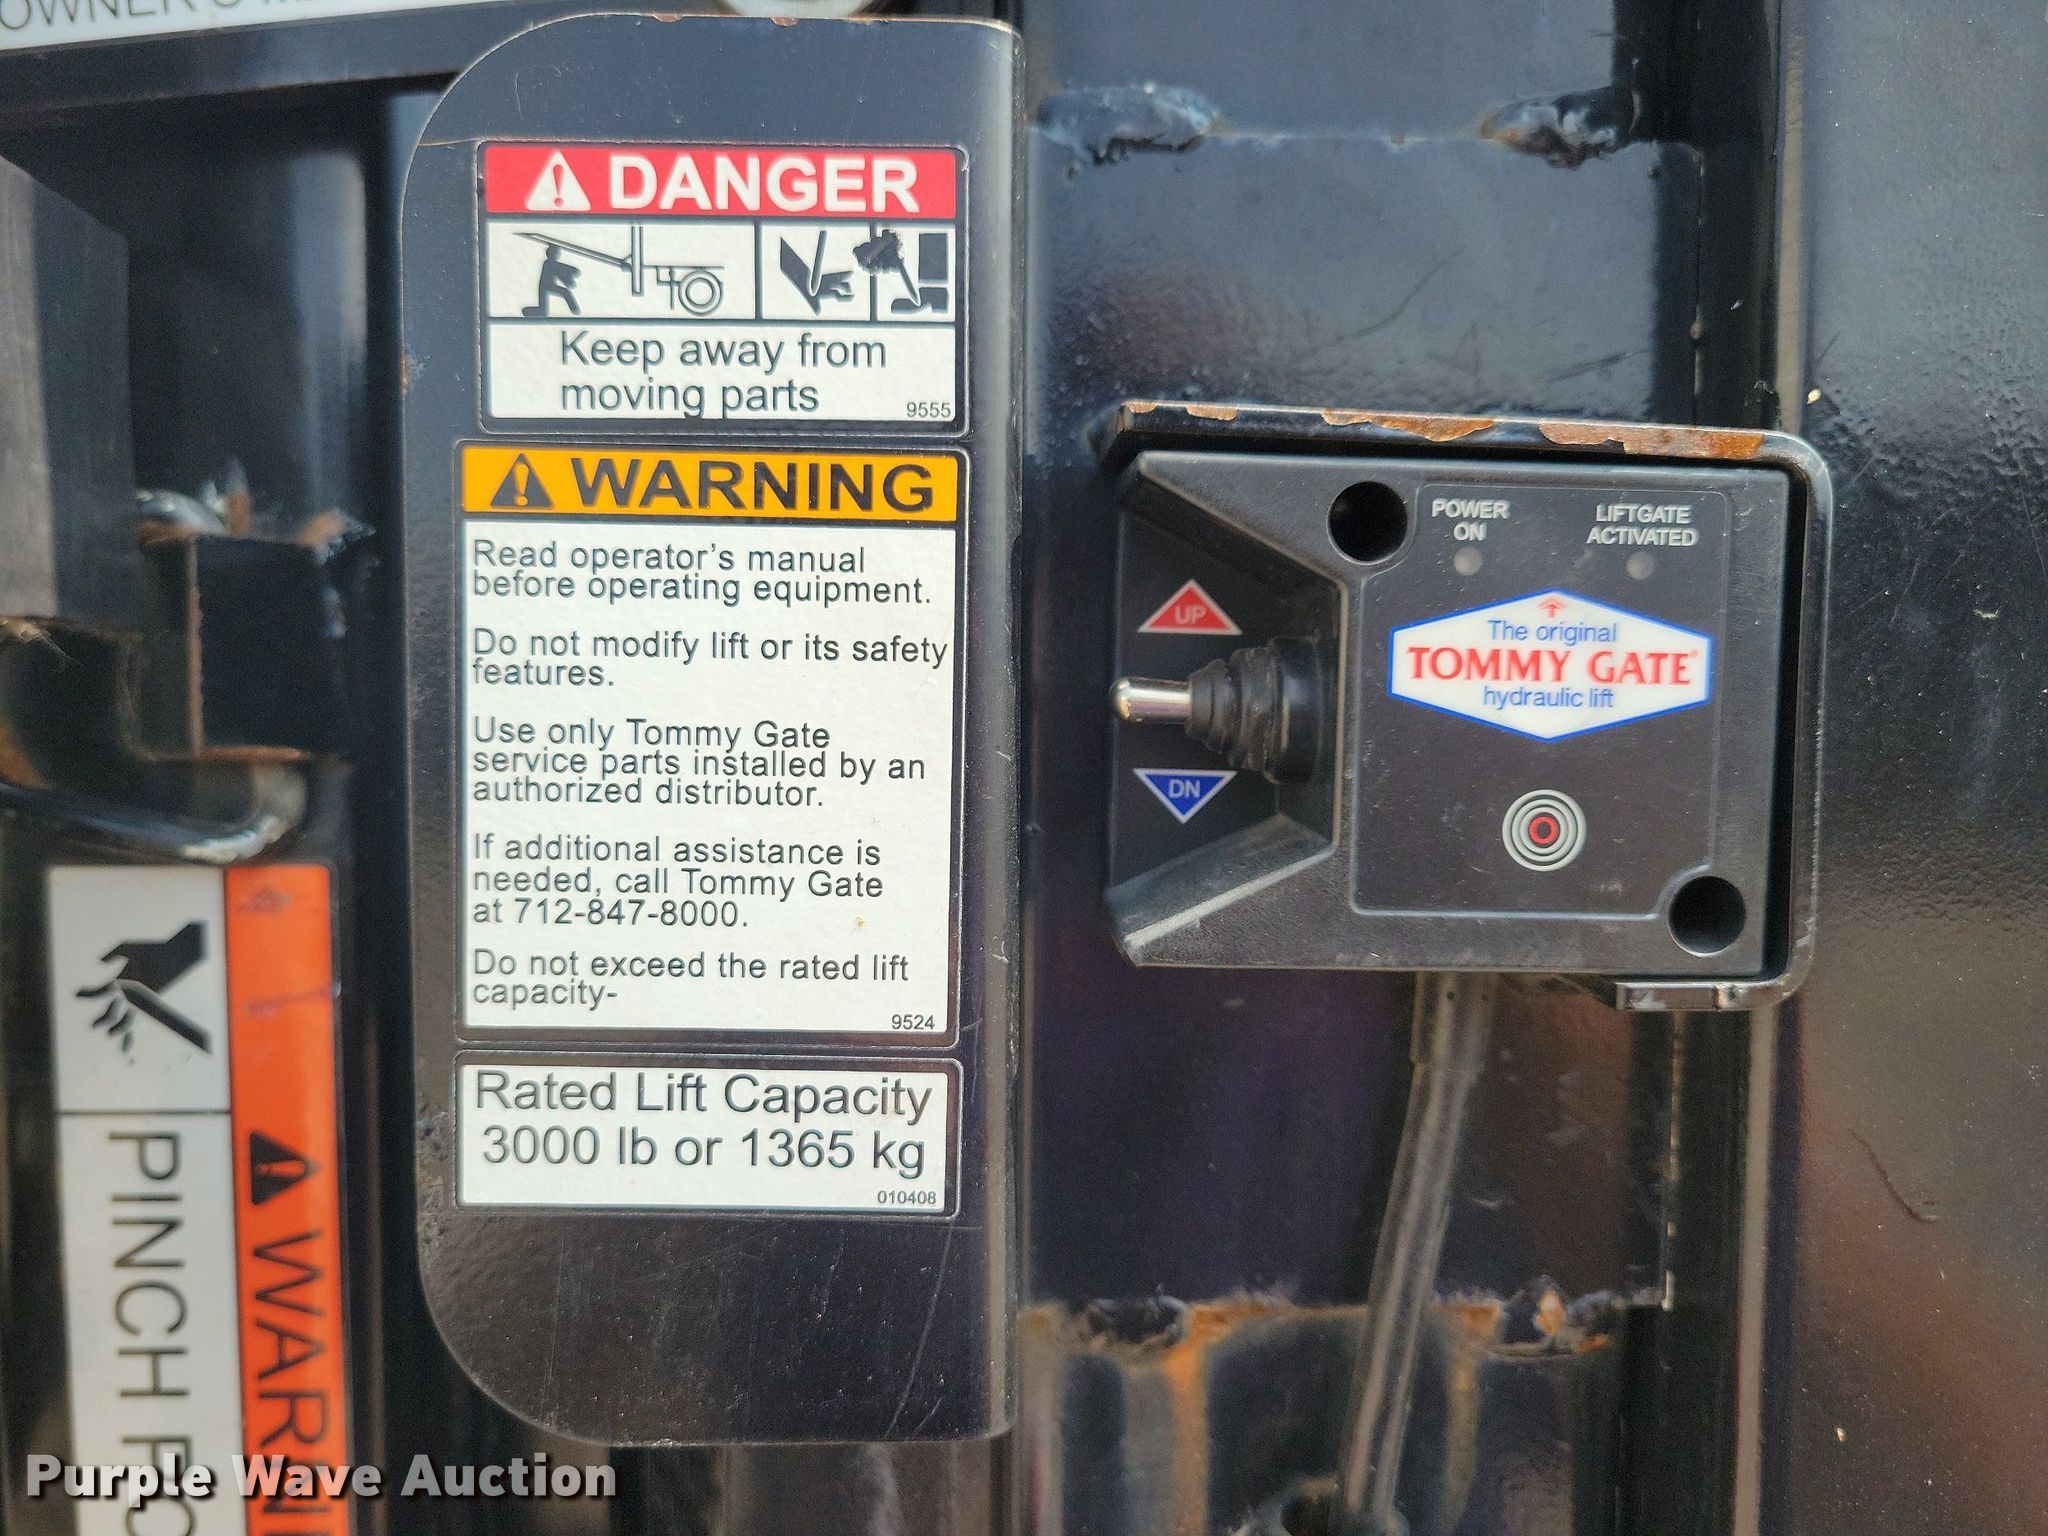 DANGER
Keep away from
moving parts
9555
WARNING
Read operator's manual
before operating equipment.
Do not modify lift or its safety
features.
Use only Tommy Gate
service parts installed by an
authorized distributor.
If additional assistance is
needed, call Tommy Gate
at 712-847-8000.
Do not exceed the rated lift
capacity-
9524
Rated Lift Capacity
3000 lb or 1365 kg
010408
POWER
ON
LIFTGATE
ACTIVATED
UP
DN
The original
TOMMY GATE®
hydraulic lift
PINCH
Purple Wave Auction